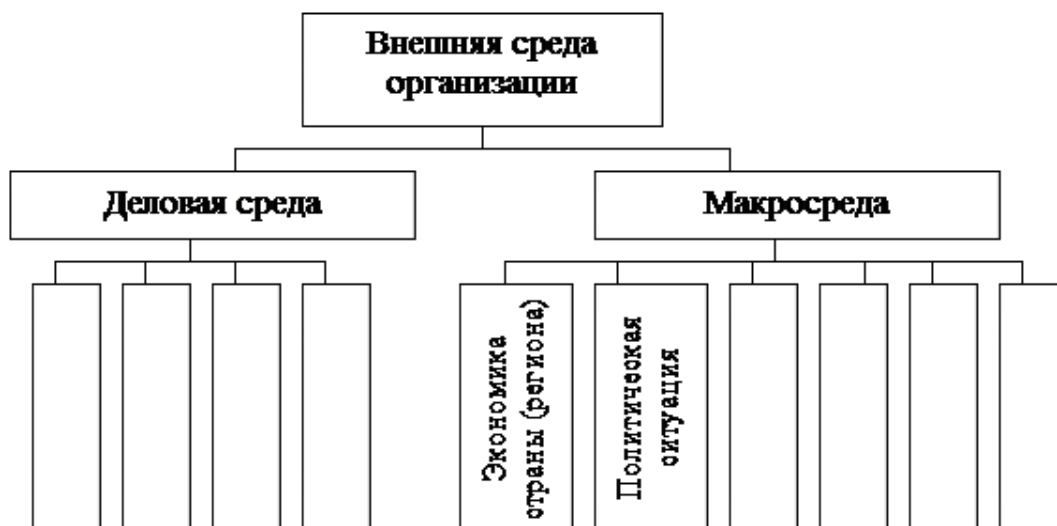 Внешняя среда
организации
Деловая среда
Макросреда
Экономика
страны (региона)
Политическая
ситуация